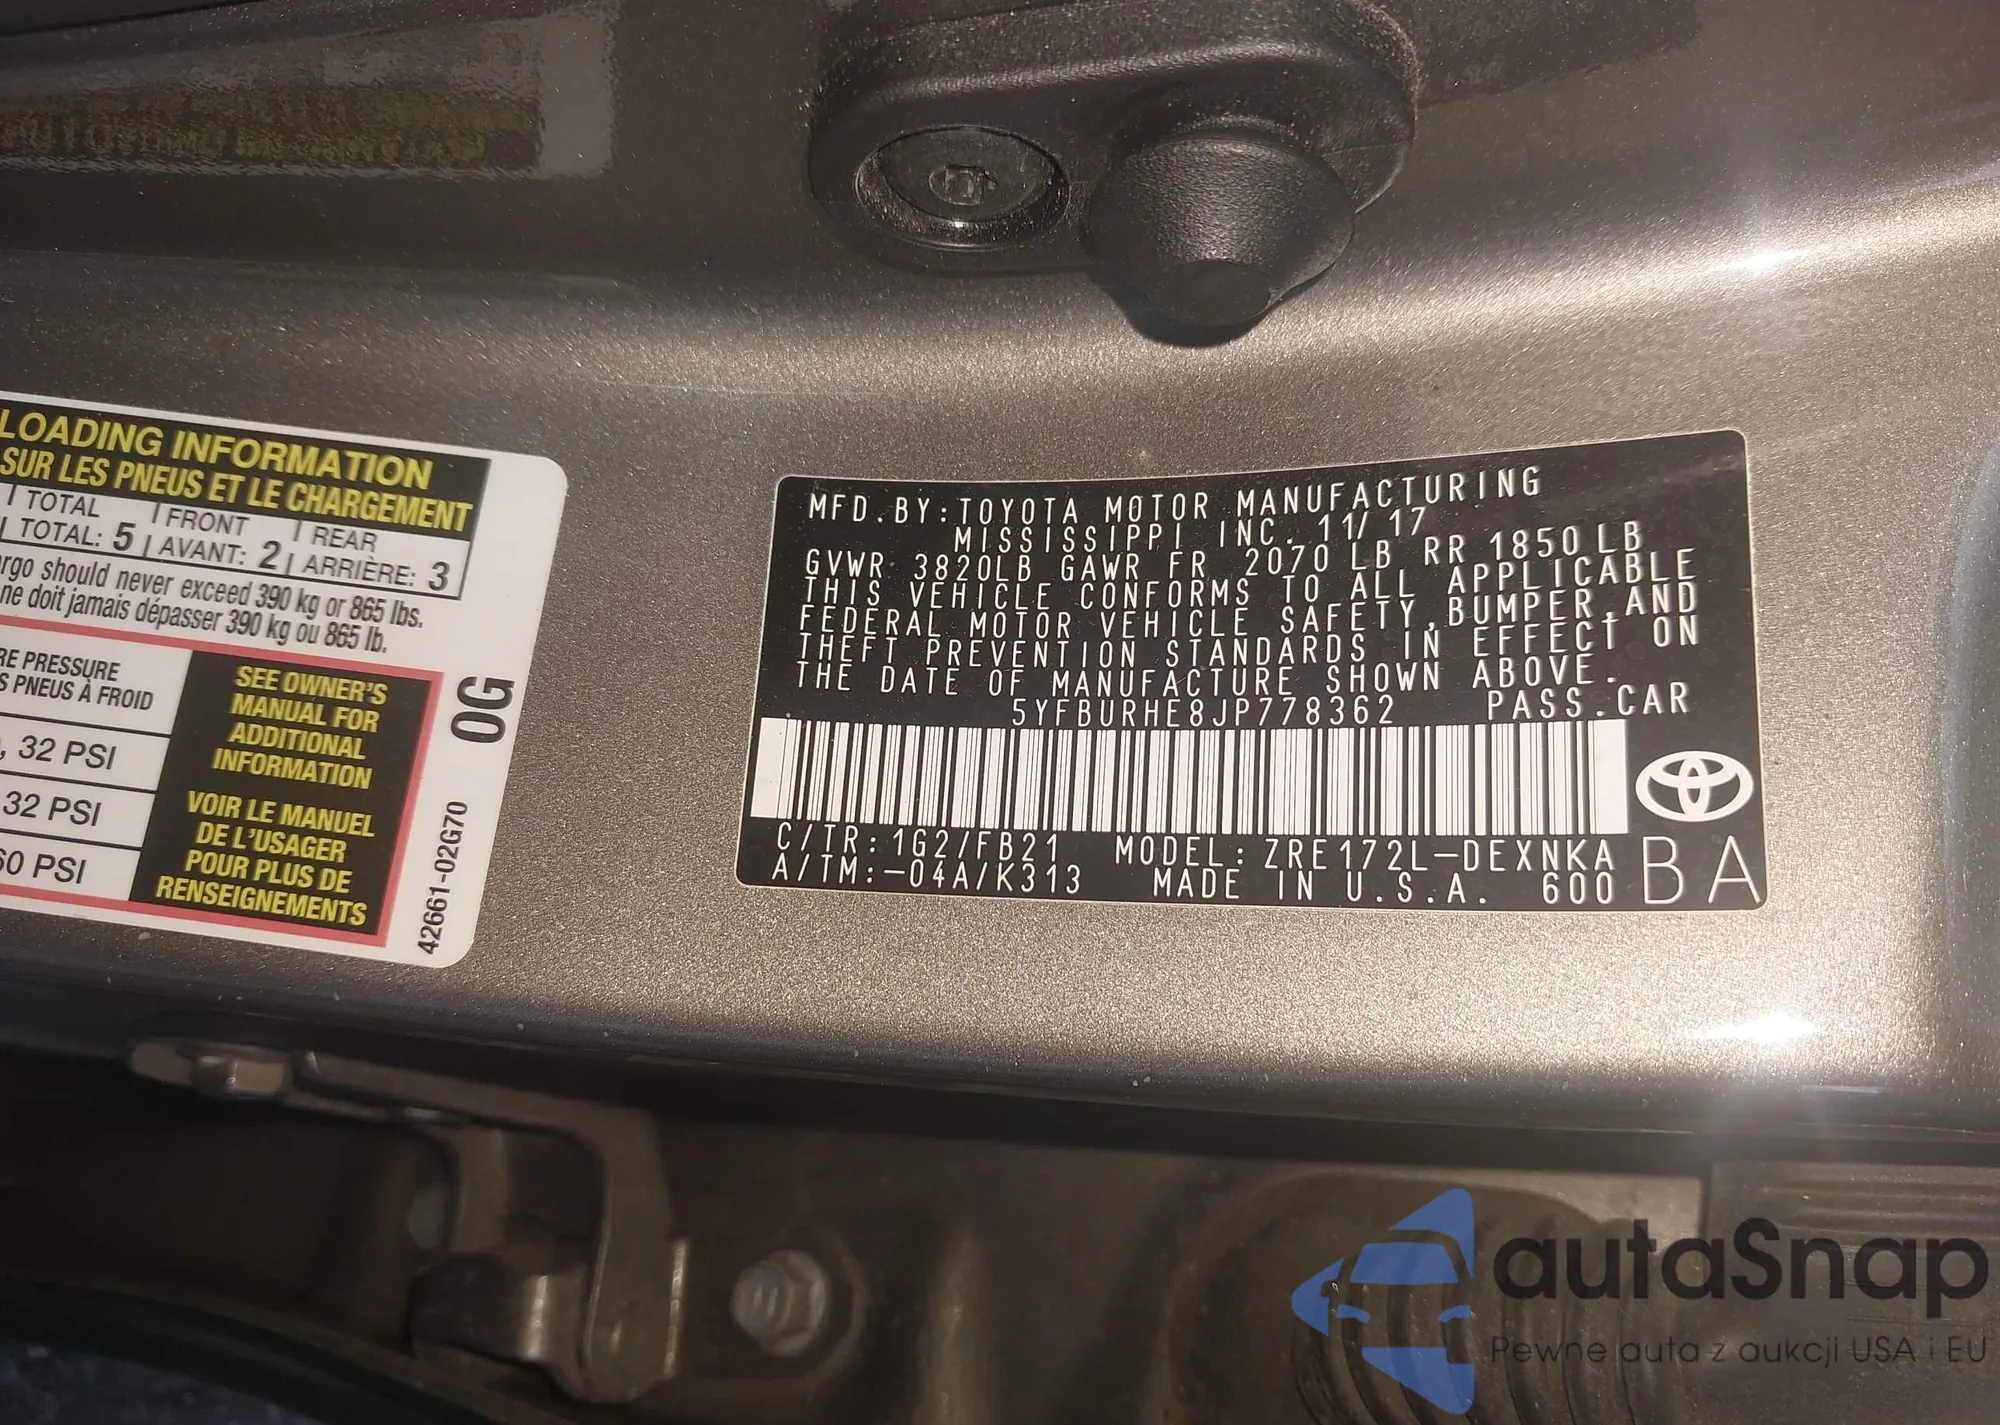 LOADING INFORMATION
SUR LES PNEUS ET LE CHARGEMENT
TOTAL | FRONT | REAR
TOTAL: 5 | AVANT: 2 | ARRIÈRE: 3
should never exceed 390 kg or 865 lbs.
ne doit jamais dépasser 390 kg ou 865 lb.
PRESSURE
PNEUS À FROID
32 PSI
32 PSI
60 PSI
SEE OWNER'S
MANUAL FOR
ADDITIONAL
INFORMATION
VOIR LE MANUEL
DE L'USAGER
POUR PLUS DE
RENSEIGNEMENTS
0G
42661-02G70
MFD.BY:TOYOTA MOTOR MANUFACTURING
MISSISSIPPI INC. 11/17
GVWR 3820LB GAWR FR 2070 LB RR 1850LB
THIS VEHICLE CONFORMS TO ALL APPLICABLE
FEDERAL MOTOR VEHICLE SAFETY,BUMPER,AND
THEFT PREVENTION STANDARDS IN EFFECT ON
THE DATE OF MANUFACTURE SHOWN ABOVE.
5YFBURHE8JP778362 PASS.CAR
C/TR:1G2/FB21 MODEL:ZRE172L-DEXNKA
A/TM:-04A/K313 MADE IN U.S.A. 600
BA
autaSnap
Pewne auta z aukcji USA i EU